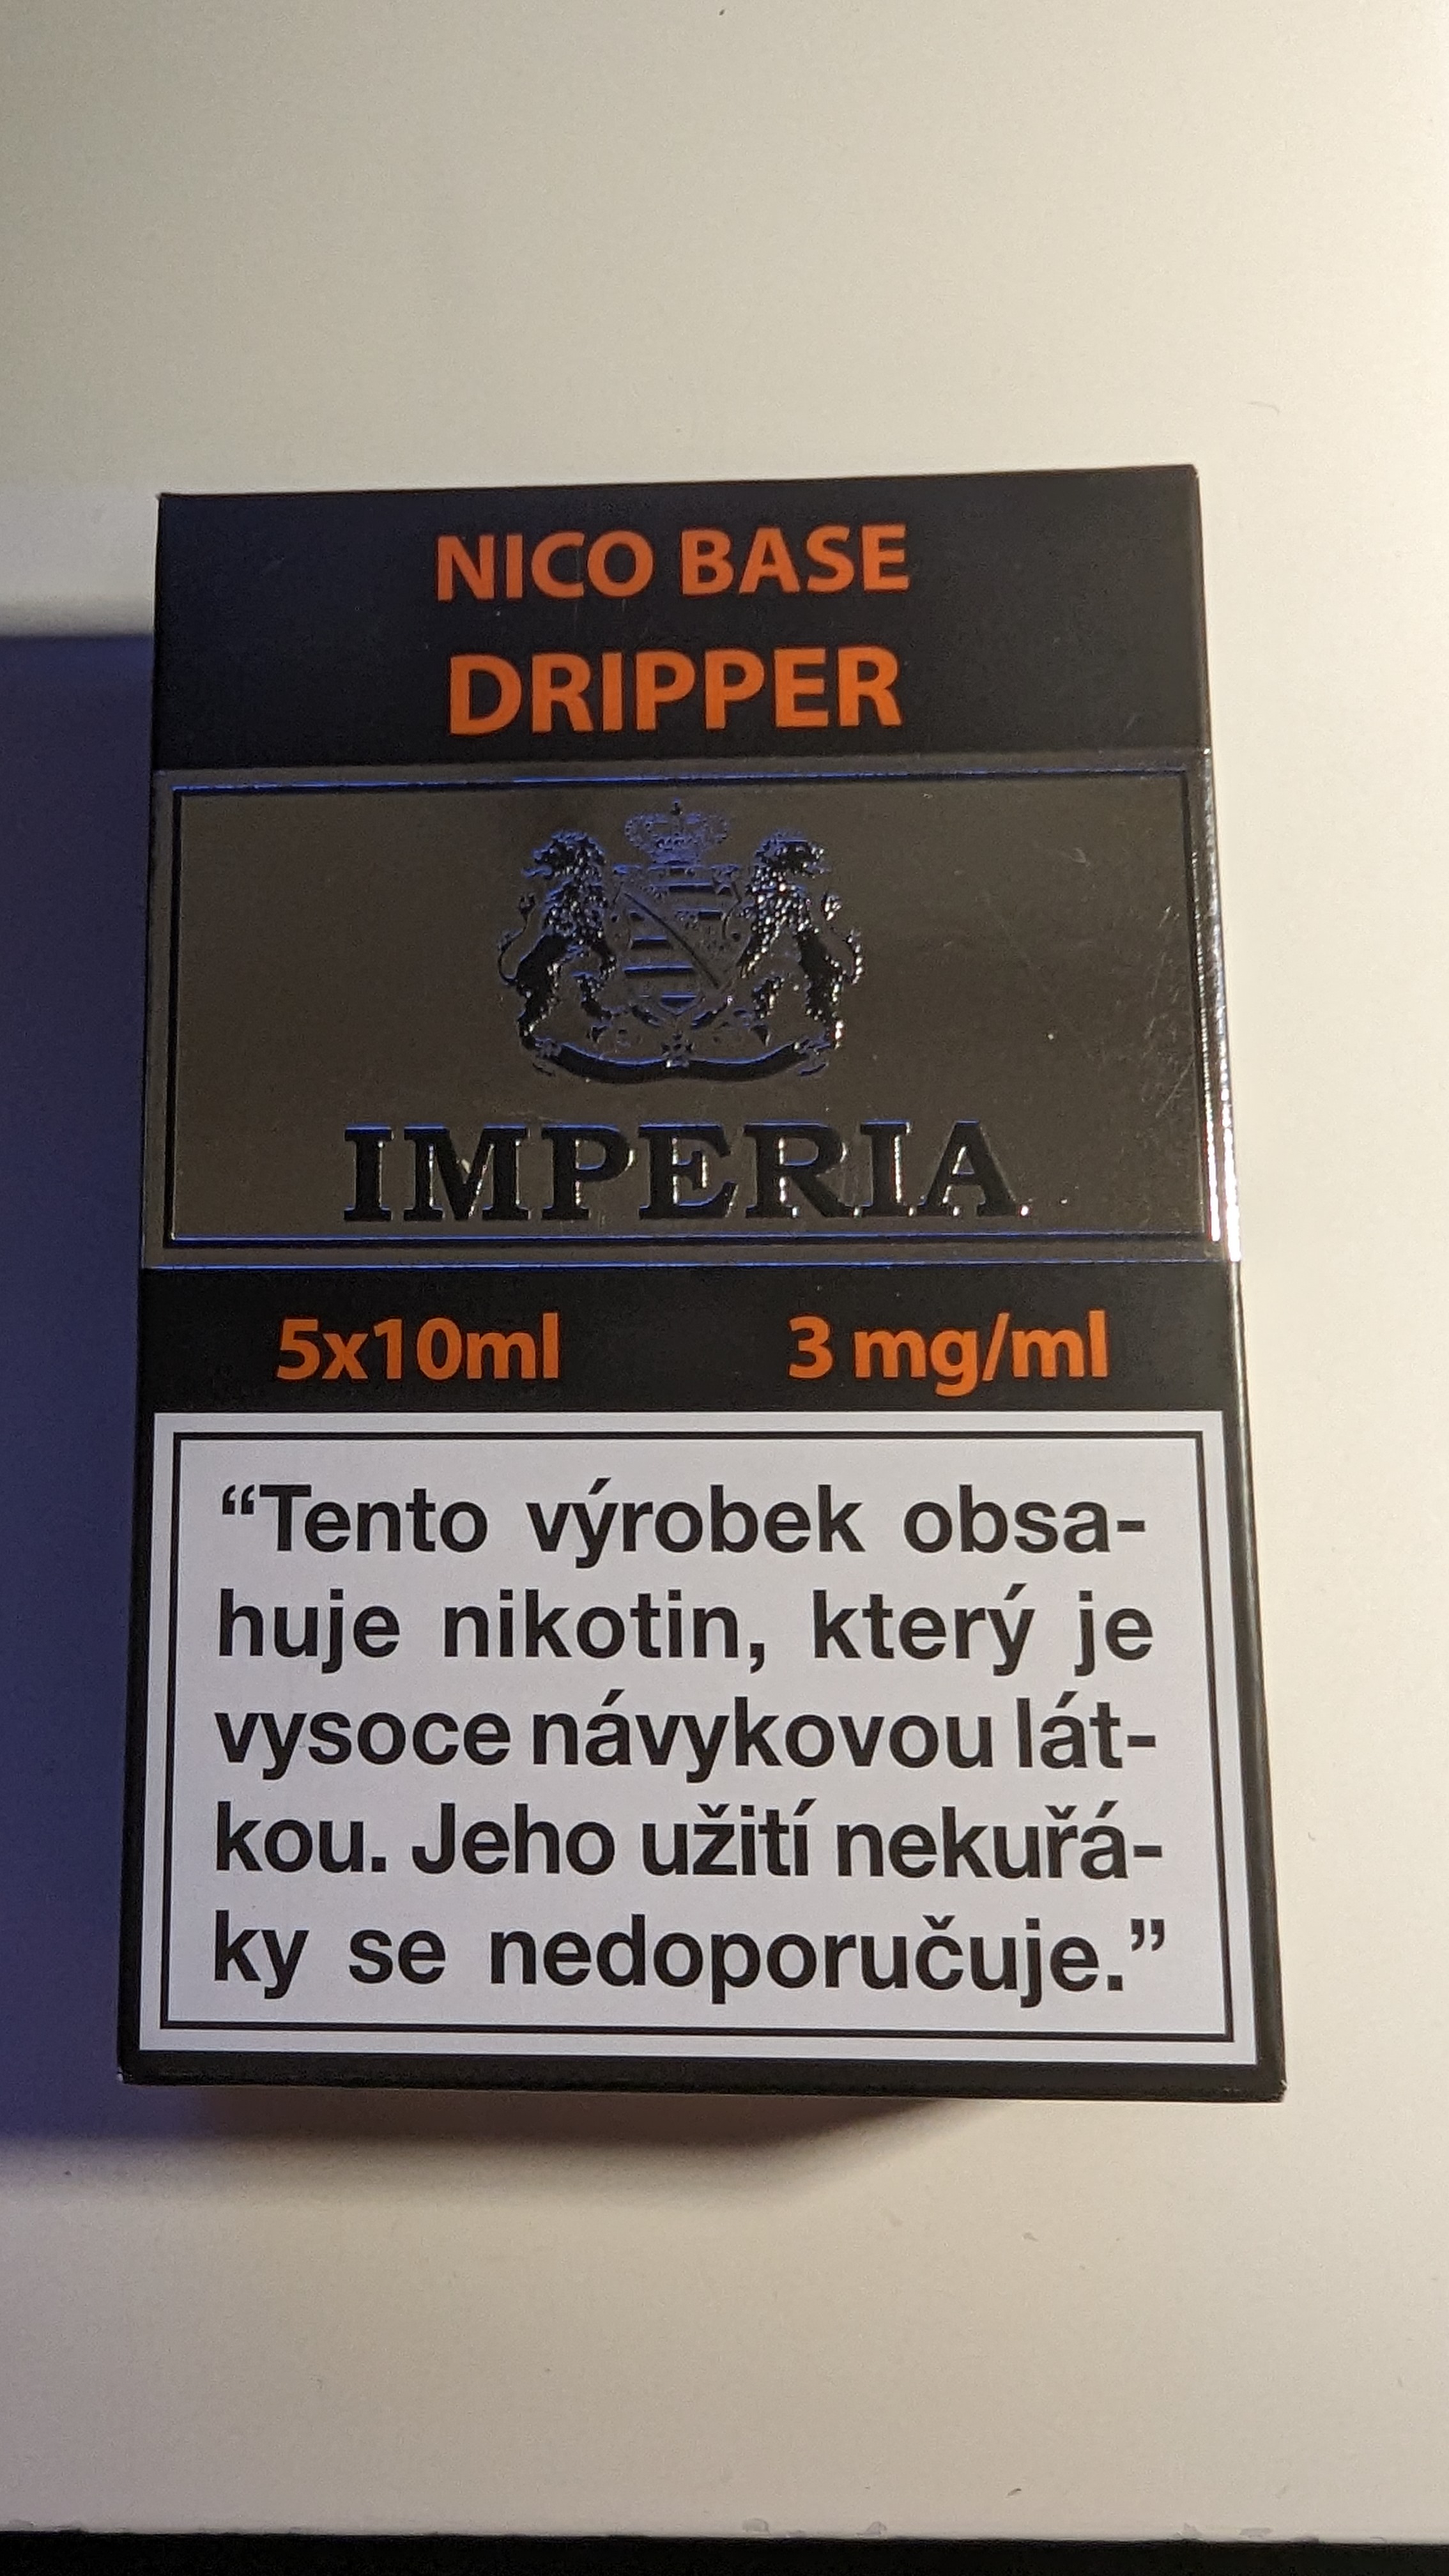 NICO BASE
DRIPPER
IMPERIA
5x10ml 3 mg/ml
“Tento výrobek obsa-
huje nikotin, který je
vysoce návykovou lát-
kou. Jeho užití nekuřá-
ky se nedoporučuje.”